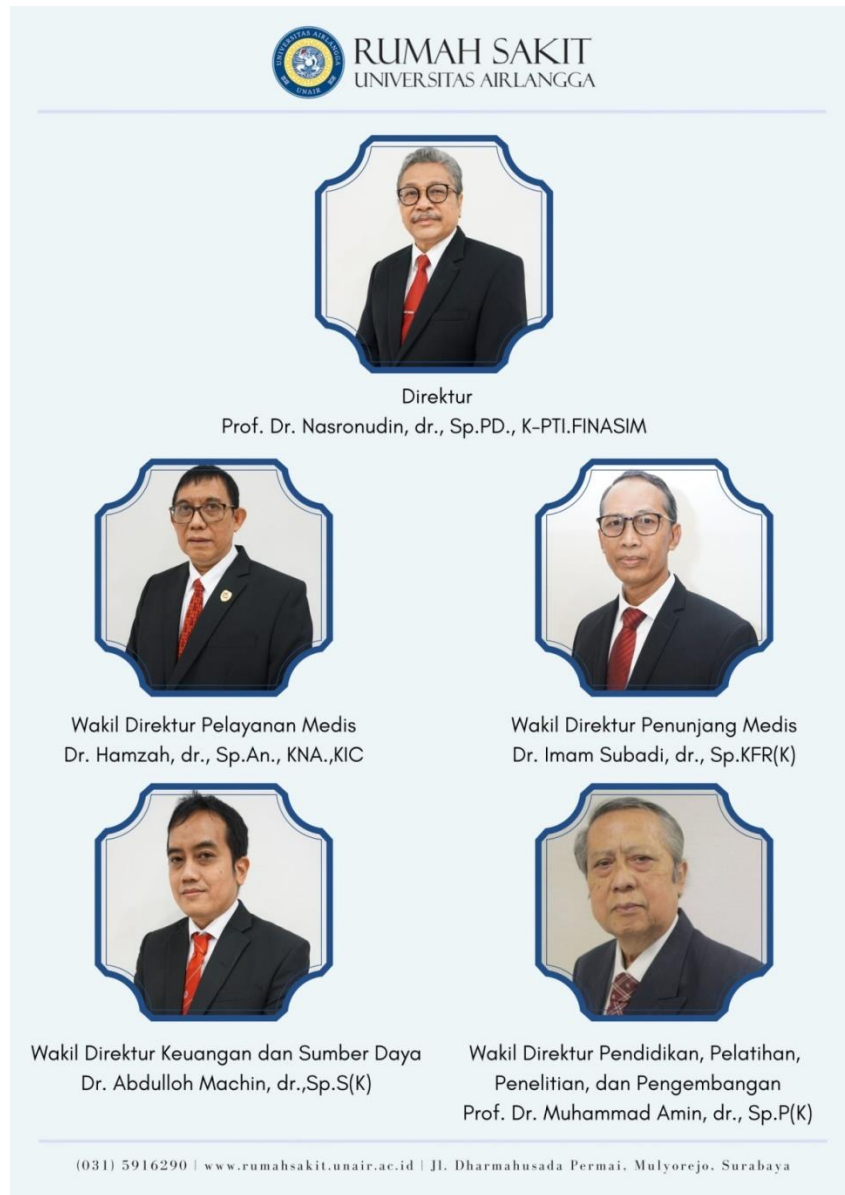 UNIVERSITAS AIRLANGGA
UNAIR
RUMAH SAKIT
UNIVERSITAS AIRLANGGA
Direktur
Prof. Dr. Nasronudin, dr., Sp.PD., K-PTI.FINASIM
Wakil Direktur Pelayanan Medis
Dr. Hamzah, dr., Sp.An., KNA.,KIC
Wakil Direktur Penunjang Medis
Dr. Imam Subadi, dr., Sp.KFR(K)
Wakil Direktur Keuangan dan Sumber Daya
Dr. Abdulloh Machin, dr.,Sp.S(K)
Wakil Direktur Pendidikan, Pelatihan,
Penelitian, dan Pengembangan
Prof. Dr. Muhammad Amin, dr., Sp.P(K)
(031) 5916290 | www.rumahsakit.unair.ac.id | Jl. Dharmahusada Permai, Mulyorejo, Surabaya